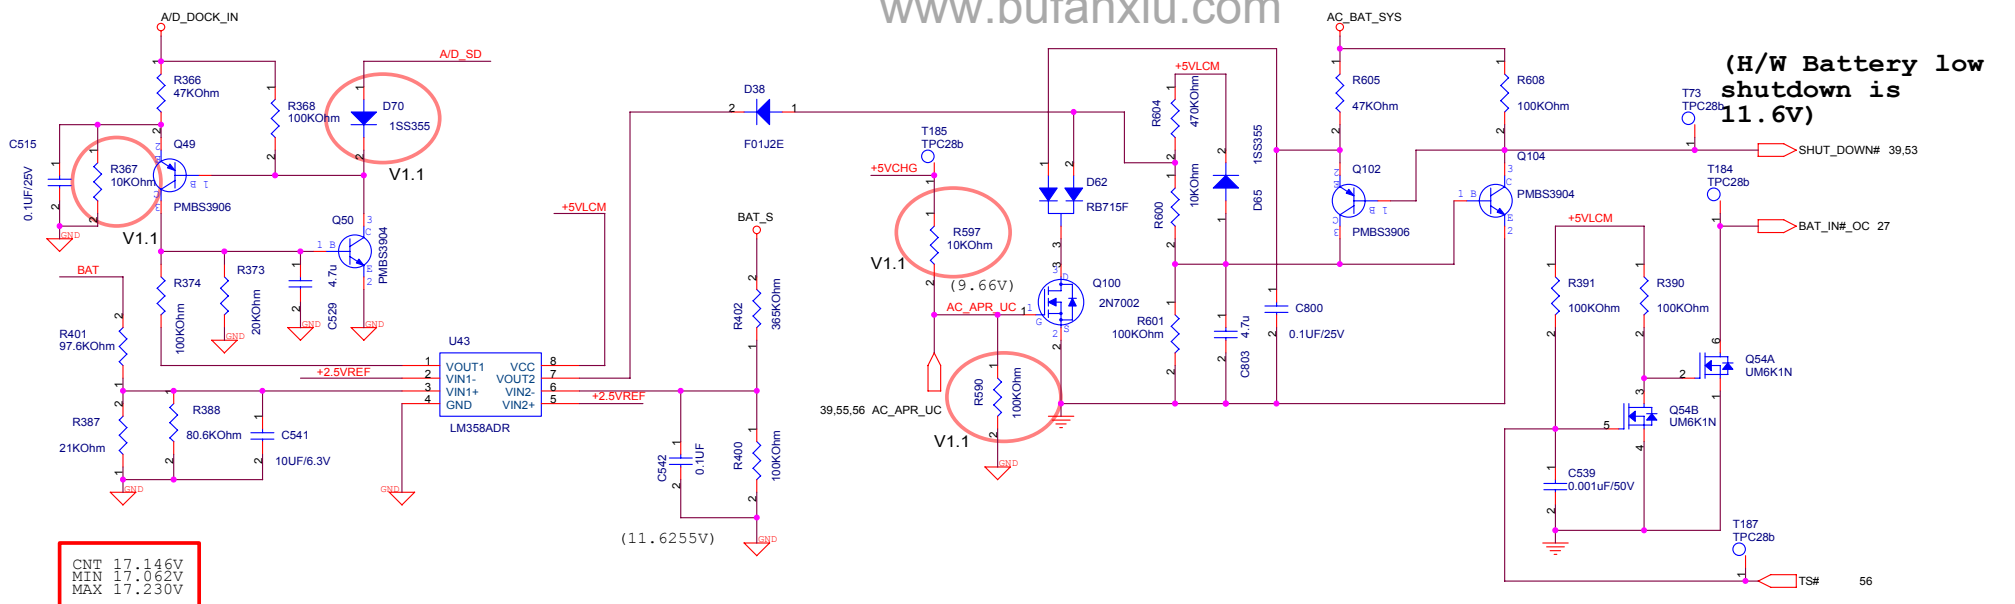 www.bufanxiu.com
A/D_DOCK_IN
A/D_SD
R366
47KOhm
R368
100KOhm
D70
1SS355
V1.1
C515
0.1UF/25V
R367
10KOhm
V1.1
Q49
PMBS3906
Q50
PMBS3904
BAT
R374
100KOhm
R373
20KOhm
C529
4.7u
GND
R401
97.6KOhm
+2.5VREF
R387
21KOhm
R388
80.6KOhm
C541
10UF/6.3V
GND
U43
VOUT1
VIN1-
VIN1+
GND
VCC
VOUT2
VIN2-
VIN2+
LM358ADR
+5VLCM
+2.5VREF
GND
BAT_S
R402
365KOhm
C542
0.1UF
R400
100KOhm
(11.6255V)
GND
CNT 17.146V
MIN 17.062V
MAX 17.230V
D38
F01J2E
T185
TPC28b
+5VCHG
R597
10KOhm
V1.1
(9.66V)
AC_APR_UC
39,55,56 AC_APR_UC
R590
100KOhm
V1.1
GND
D62
RB715F
Q100
2N7002
+5VLCM
R604
470KOhm
R600
10KOhm
D65
1SS355
R601
100KOhm
C803
4.7u
C800
0.1UF/25V
AC_BAT_SYS
R605
47KOhm
R608
100KOhm
Q102
PMBS3906
Q104
PMBS3904
(H/W Battery low
shutdown is
11.6V)
T73
TPC28b
SHUT_DOWN# 39,53
T184
TPC28b
BAT_IN#_OC 27
+5VLCM
R391
100KOhm
R390
100KOhm
Q54A
UM6K1N
Q54B
UM6K1N
C539
0.001uF/50V
T187
TPC28b
TS# 56